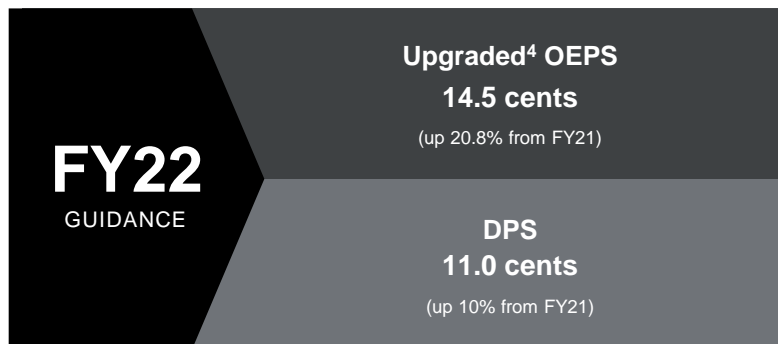 FY22
GUIDANCE
Upgraded⁴ OEPS
14.5 cents
(up 20.8% from FY21)
DPS
11.0 cents
(up 10% from FY21)